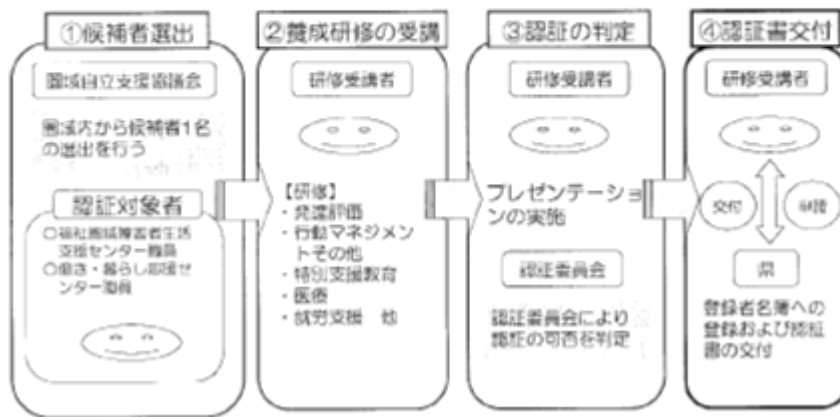 ①候補者選出
圏域自立支援協議会
圏域内から候補者1名
の選出を行う
認証対象者
○福祉圏域障害者生活
支援センター職員
○働き・暮らし応援セ
ンター職員
②養成研修の受講
研修受講者
【研修】
・発達評価
・行動マネジメン
トその他
・特別支援教育
・医療
・就労支援 他
③認証の判定
研修受講者
プレゼンテーショ
ンの実施
認証委員会
認証委員会により
認証の可否を判定
④認証書交付
研修受講者
交付
申請
県
登録者名簿への
登録および認証
書の交付